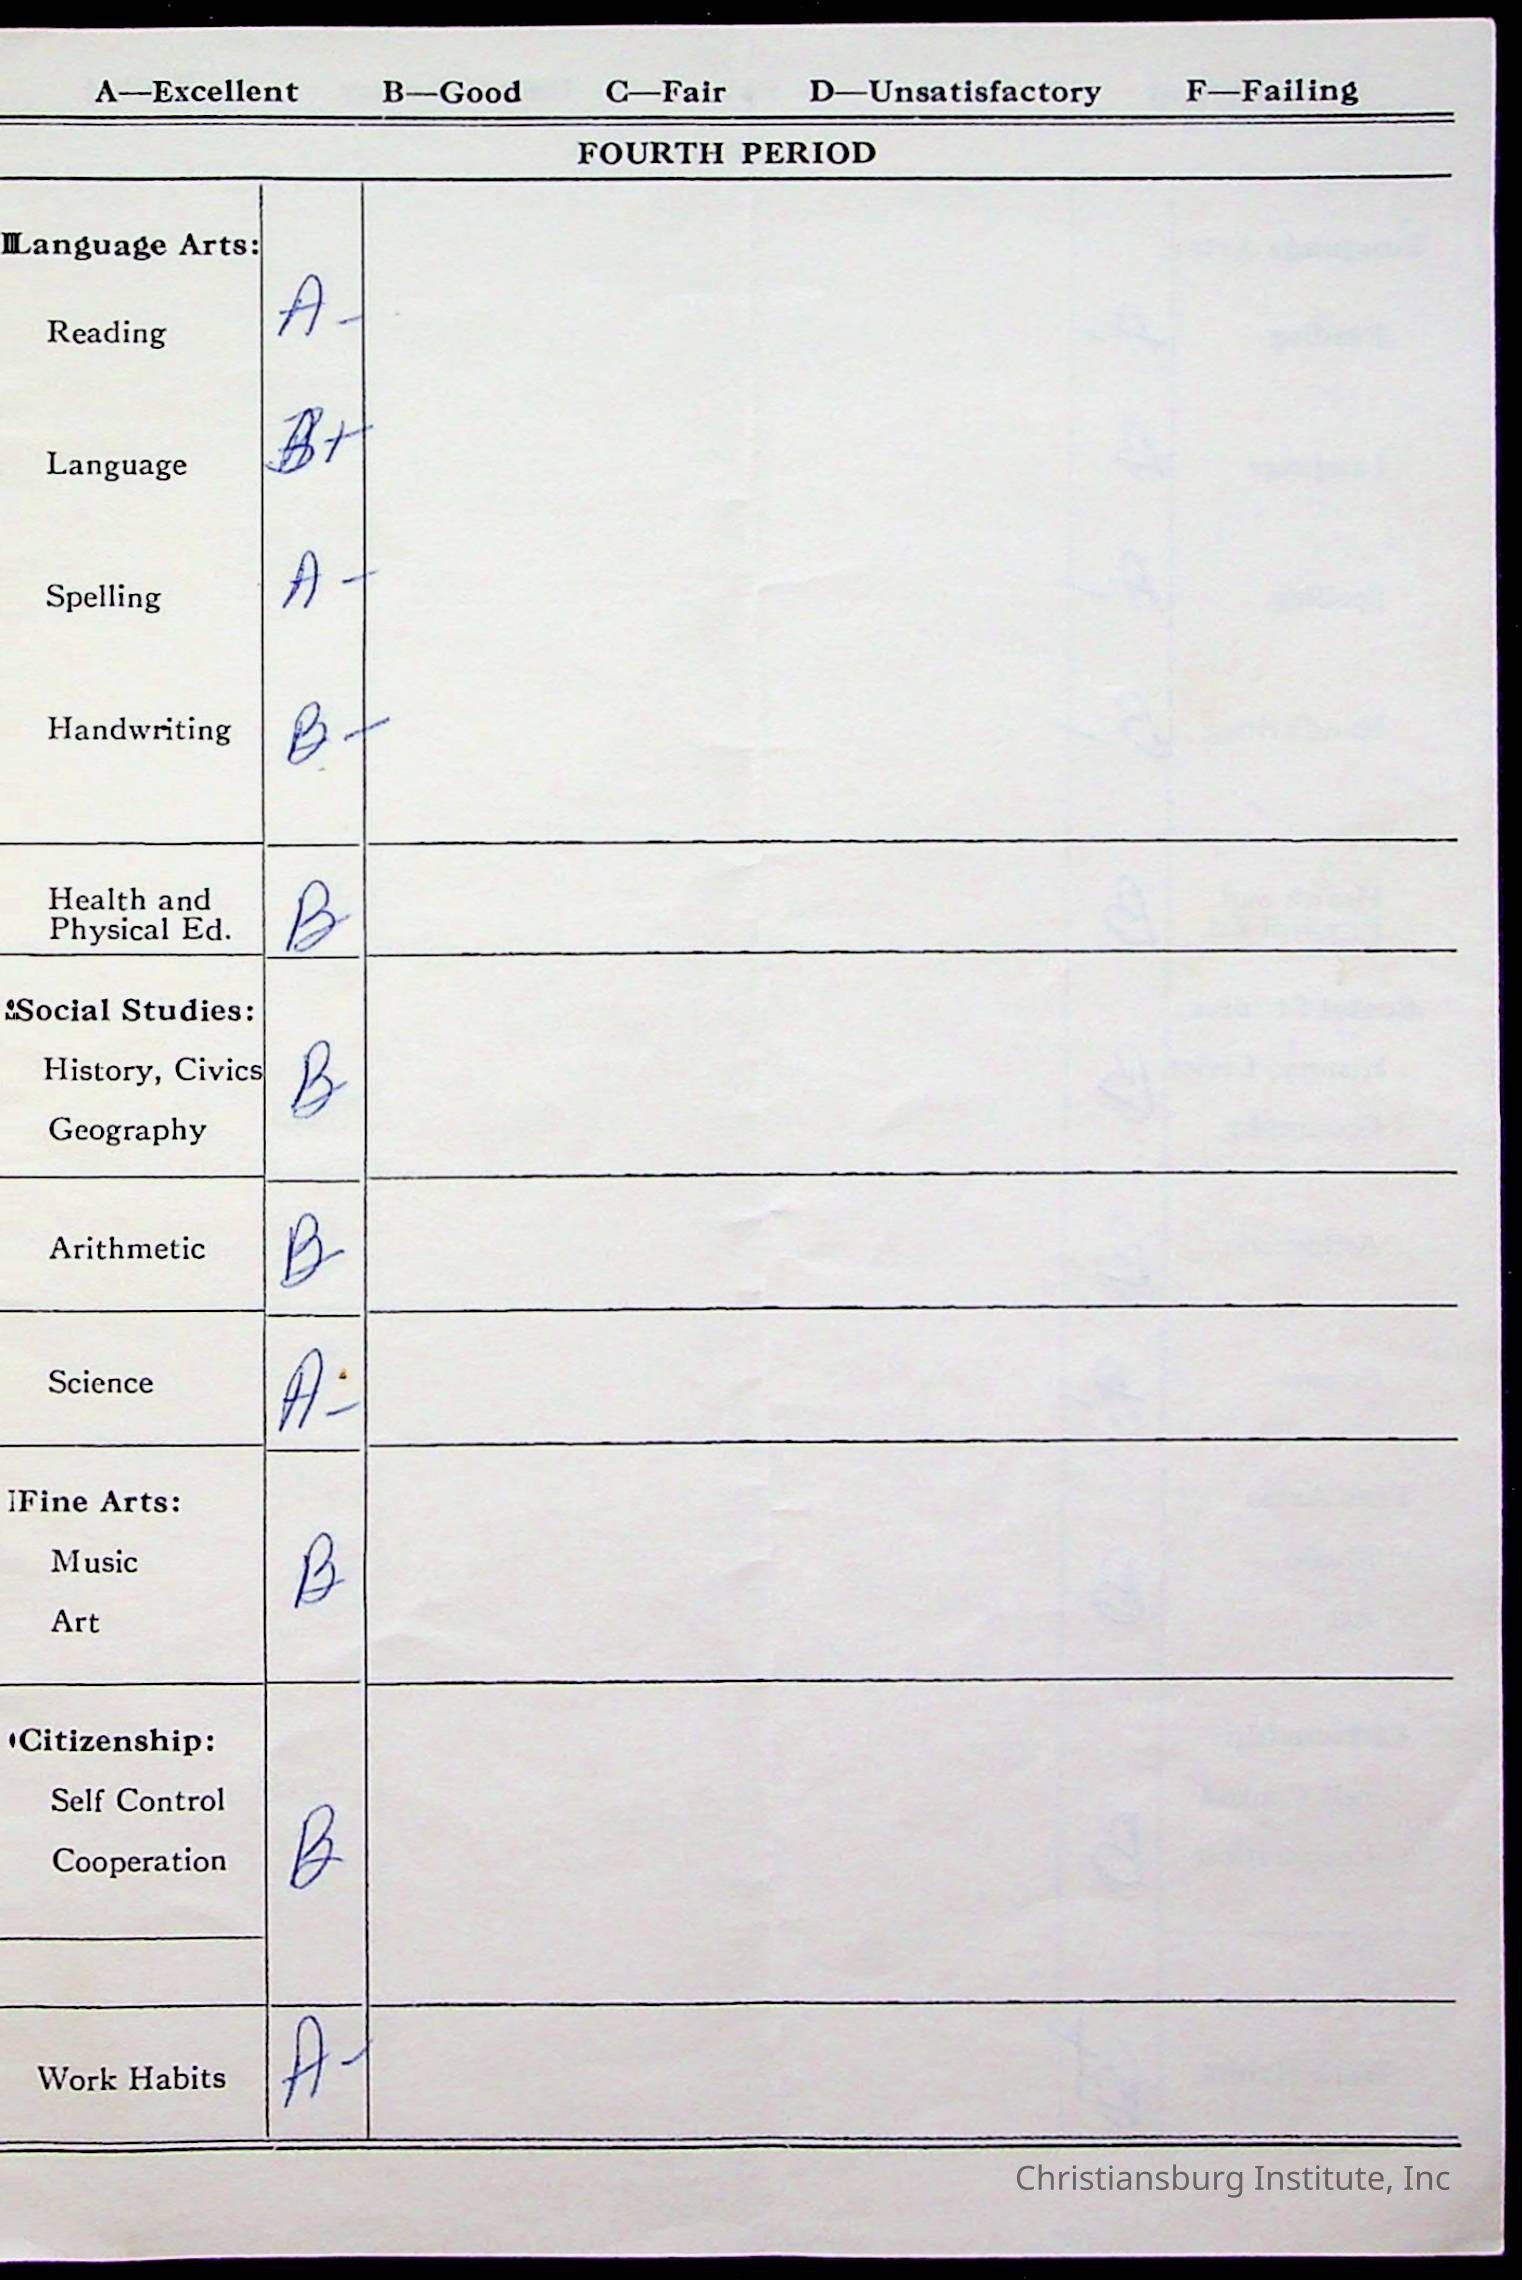 A—Excellent B—Good C—Fair D—Unsatisfactory F—Failing
FOURTH PERIOD
Language Arts:
Reading A-
Language B+
Spelling A-
Handwriting B-
Health and
Physical Ed. B
Social Studies:
History, Civics B
Geography
Arithmetic B
Science A-
Fine Arts:
Music B
Art
Citizenship:
Self Control
Cooperation B
Work Habits A-
Christiansburg Institute, Inc